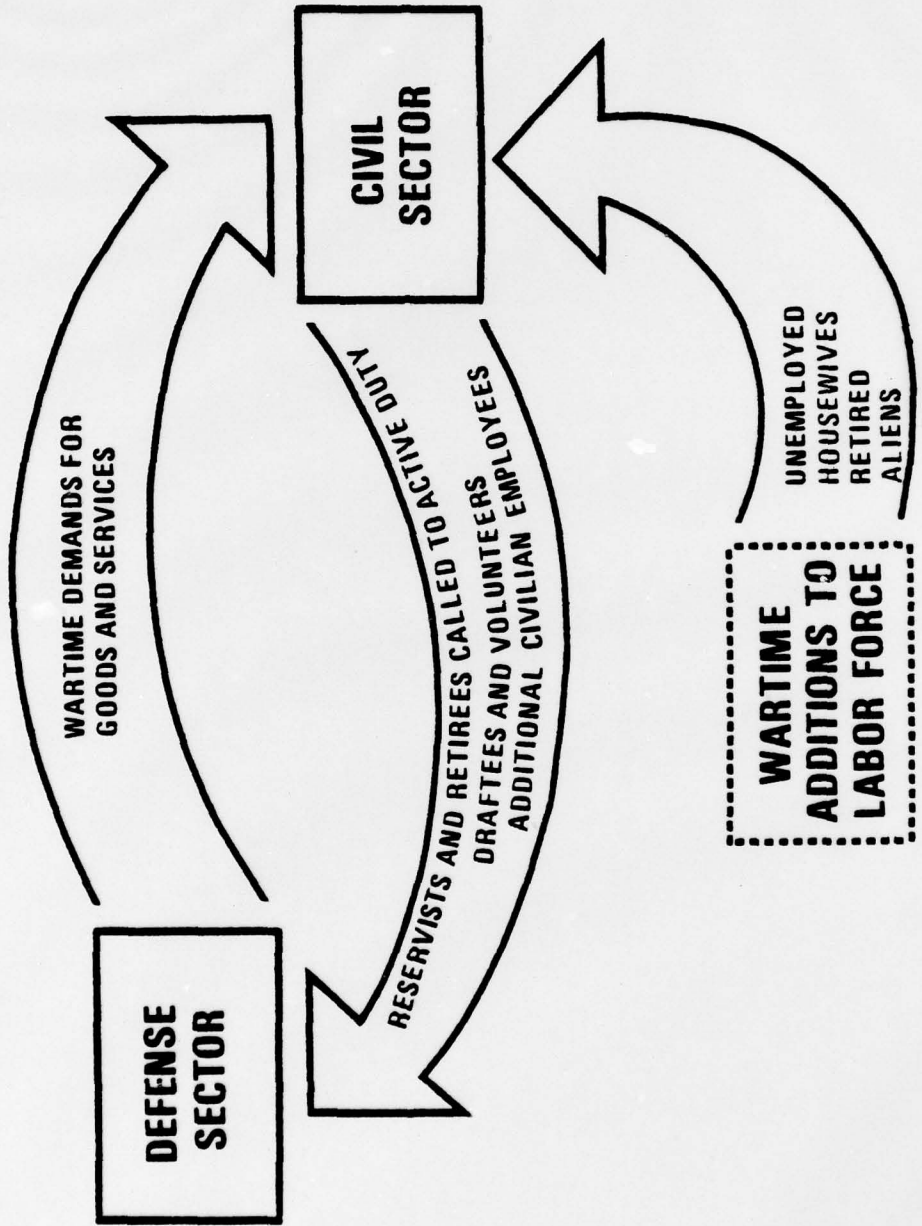 WARTIME DEMANDS FOR
GOODS AND SERVICES
DEFENSE
SECTOR
CIVIL
SECTOR
RESERVISTS AND RETIREES CALLED TO ACTIVE DUTY
DRAFTEES AND VOLUNTEERS
ADDITIONAL CIVILIAN EMPLOYEES
WARTIME
ADDITIONS TO
LABOR FORCE
UNEMPLOYED
HOUSEWIVES
RETIRED
ALIENS